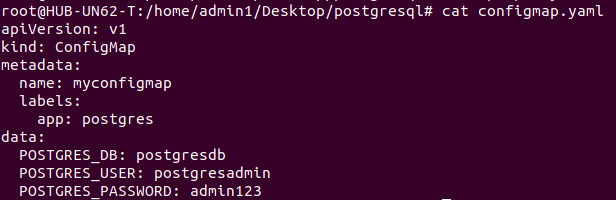 root@HUB-UN62-T:/home/admin1/Desktop/postgresql# cat configmap.yaml
apiVersion: v1
kind: ConfigMap
metadata:
  name: myconfigmap
  labels:
    app: postgres
data:
  POSTGRES_DB: postgresdb
  POSTGRES_USER: postgresadmin
  POSTGRES_PASSWORD: admin123